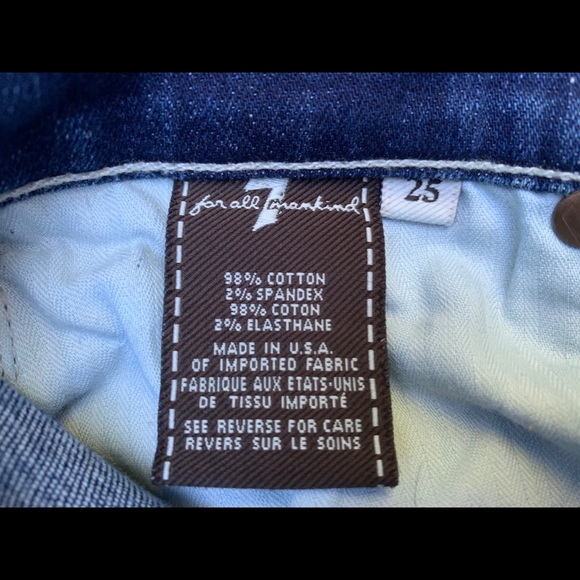 7
for all mankind
25
98% COTTON
2% SPANDEX
98% COTON
2% ELASTHANE
MADE IN U.S.A.
OF IMPORTED FABRIC
FABRIQUE AUX ETATS-UNIS
DE TISSU IMPORTÉ
SEE REVERSE FOR CARE
REVERS SUR LE SOINS